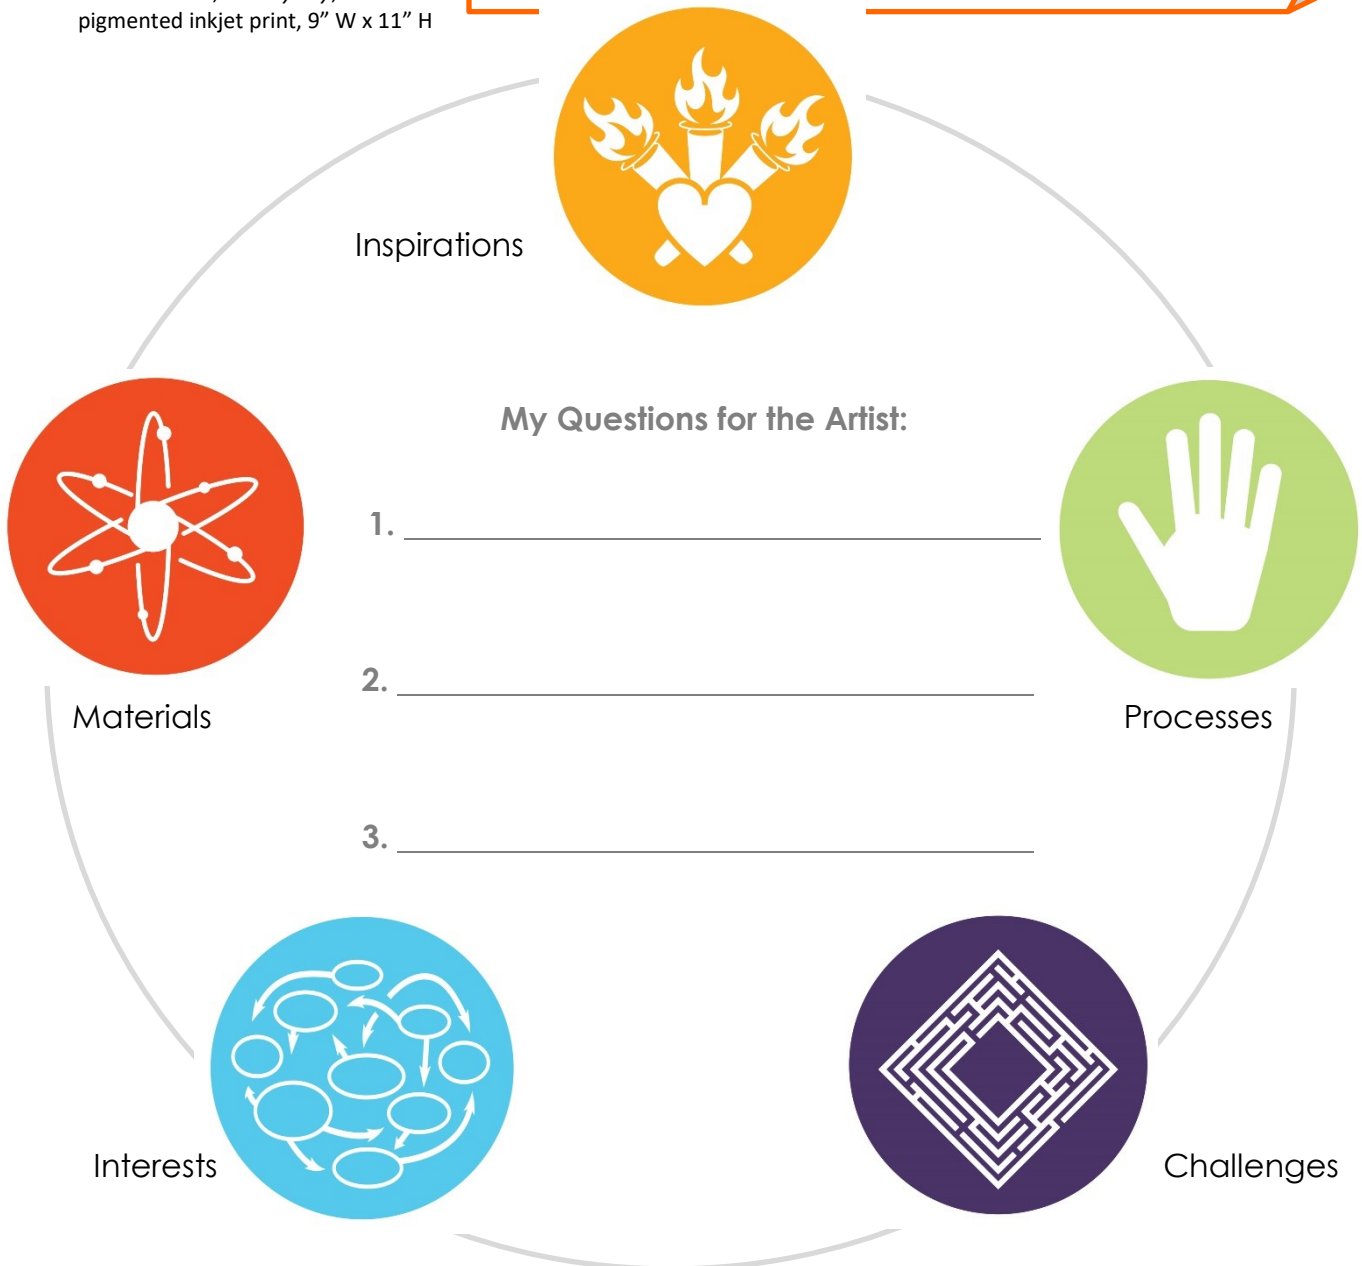 pigmented inkjet print, 9” W x 11” H
Inspirations
My Questions for the Artist:
1. 
Materials
Processes
2. 
3. 
Interests
Challenges